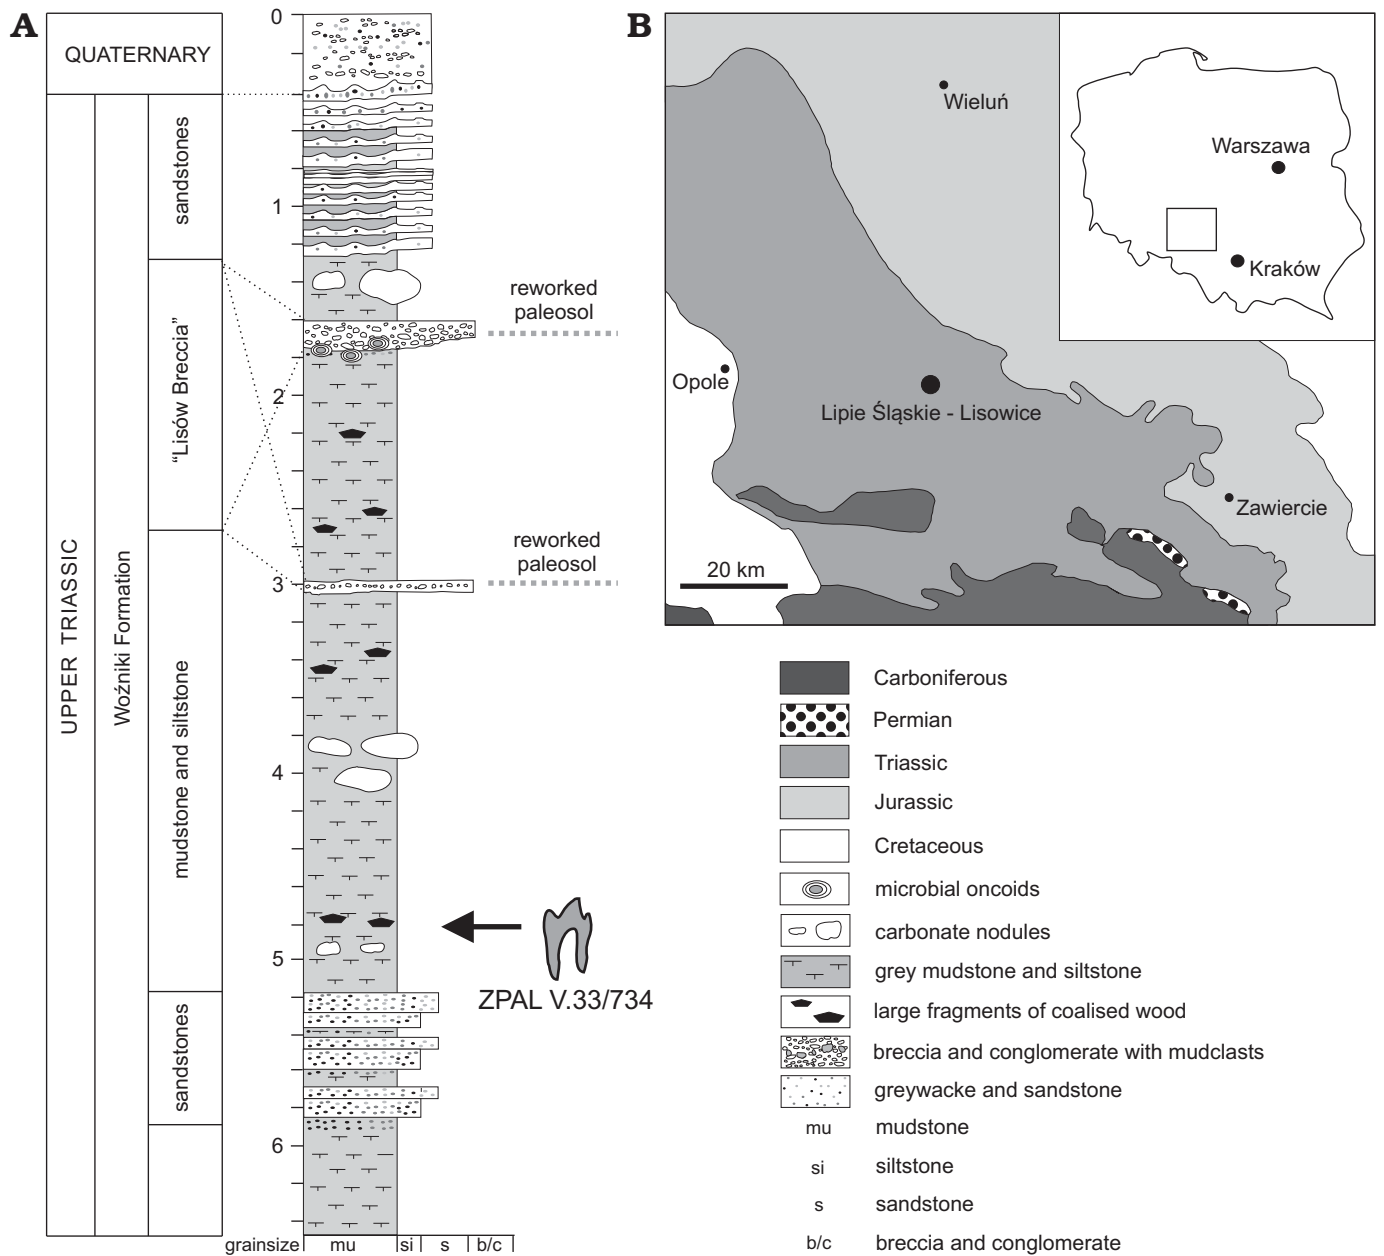 A
QUATERNARY
UPPER TRIASSIC
Woźniki Formation
sandstones
“Lisów Breccia”
mudstone and siltstone
sandstones
0
1
2
3
4
5
6
reworked
paleosol
reworked
paleosol
ZPAL V.33/734
grainsize
mu
si
s
b/c
B
Wieluń
Warszawa
Kraków
Opole
Lipie Śląskie - Lisowice
Zawiercie
20 km
Carboniferous
Permian
Triassic
Jurassic
Cretaceous
microbial oncoids
carbonate nodules
grey mudstone and siltstone
large fragments of coalised wood
breccia and conglomerate with mudclasts
greywacke and sandstone
mu mudstone
si siltstone
s sandstone
b/c breccia and conglomerate